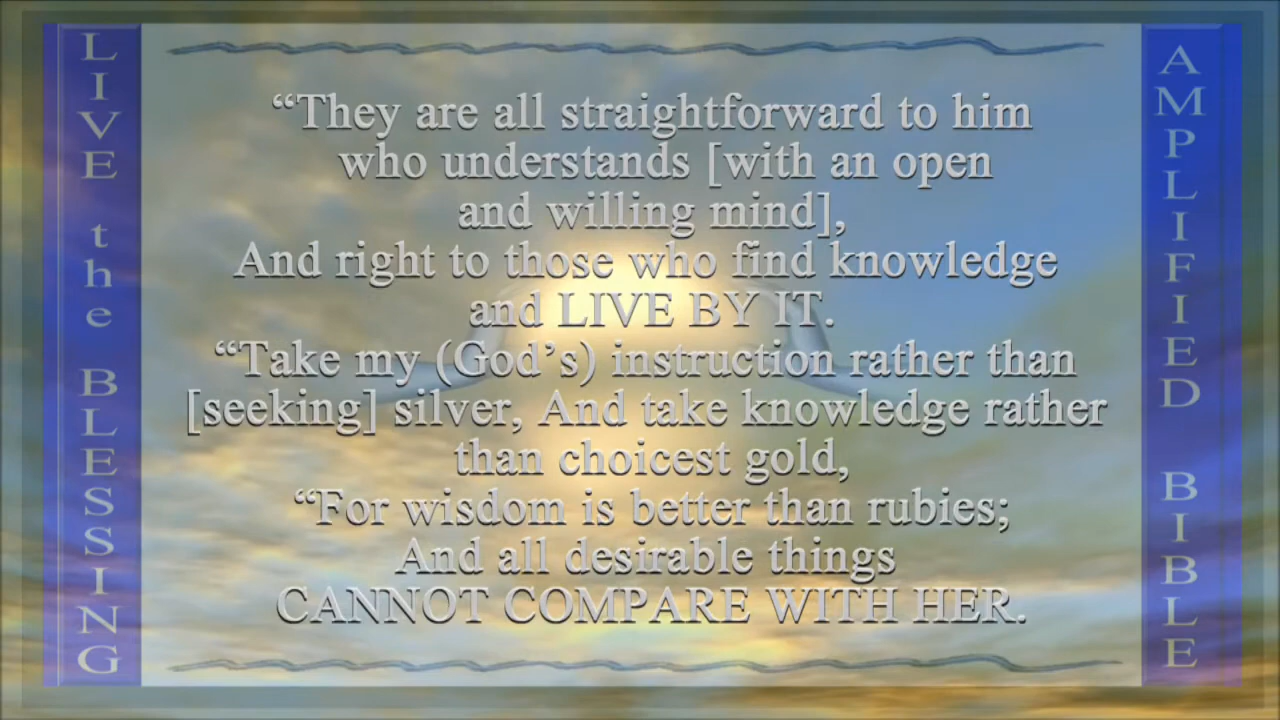 LIVE the BLESSING
“They are all straightforward to him
who understands [with an open
and willing mind],
And right to those who find knowledge
and LIVE BY IT.
“Take my (God’s) instruction rather than
[seeking] silver, And take knowledge rather
than choicest gold,
“For wisdom is better than rubies;
And all desirable things
CANNOT COMPARE WITH HER.
AMPLIFIED BIBLE